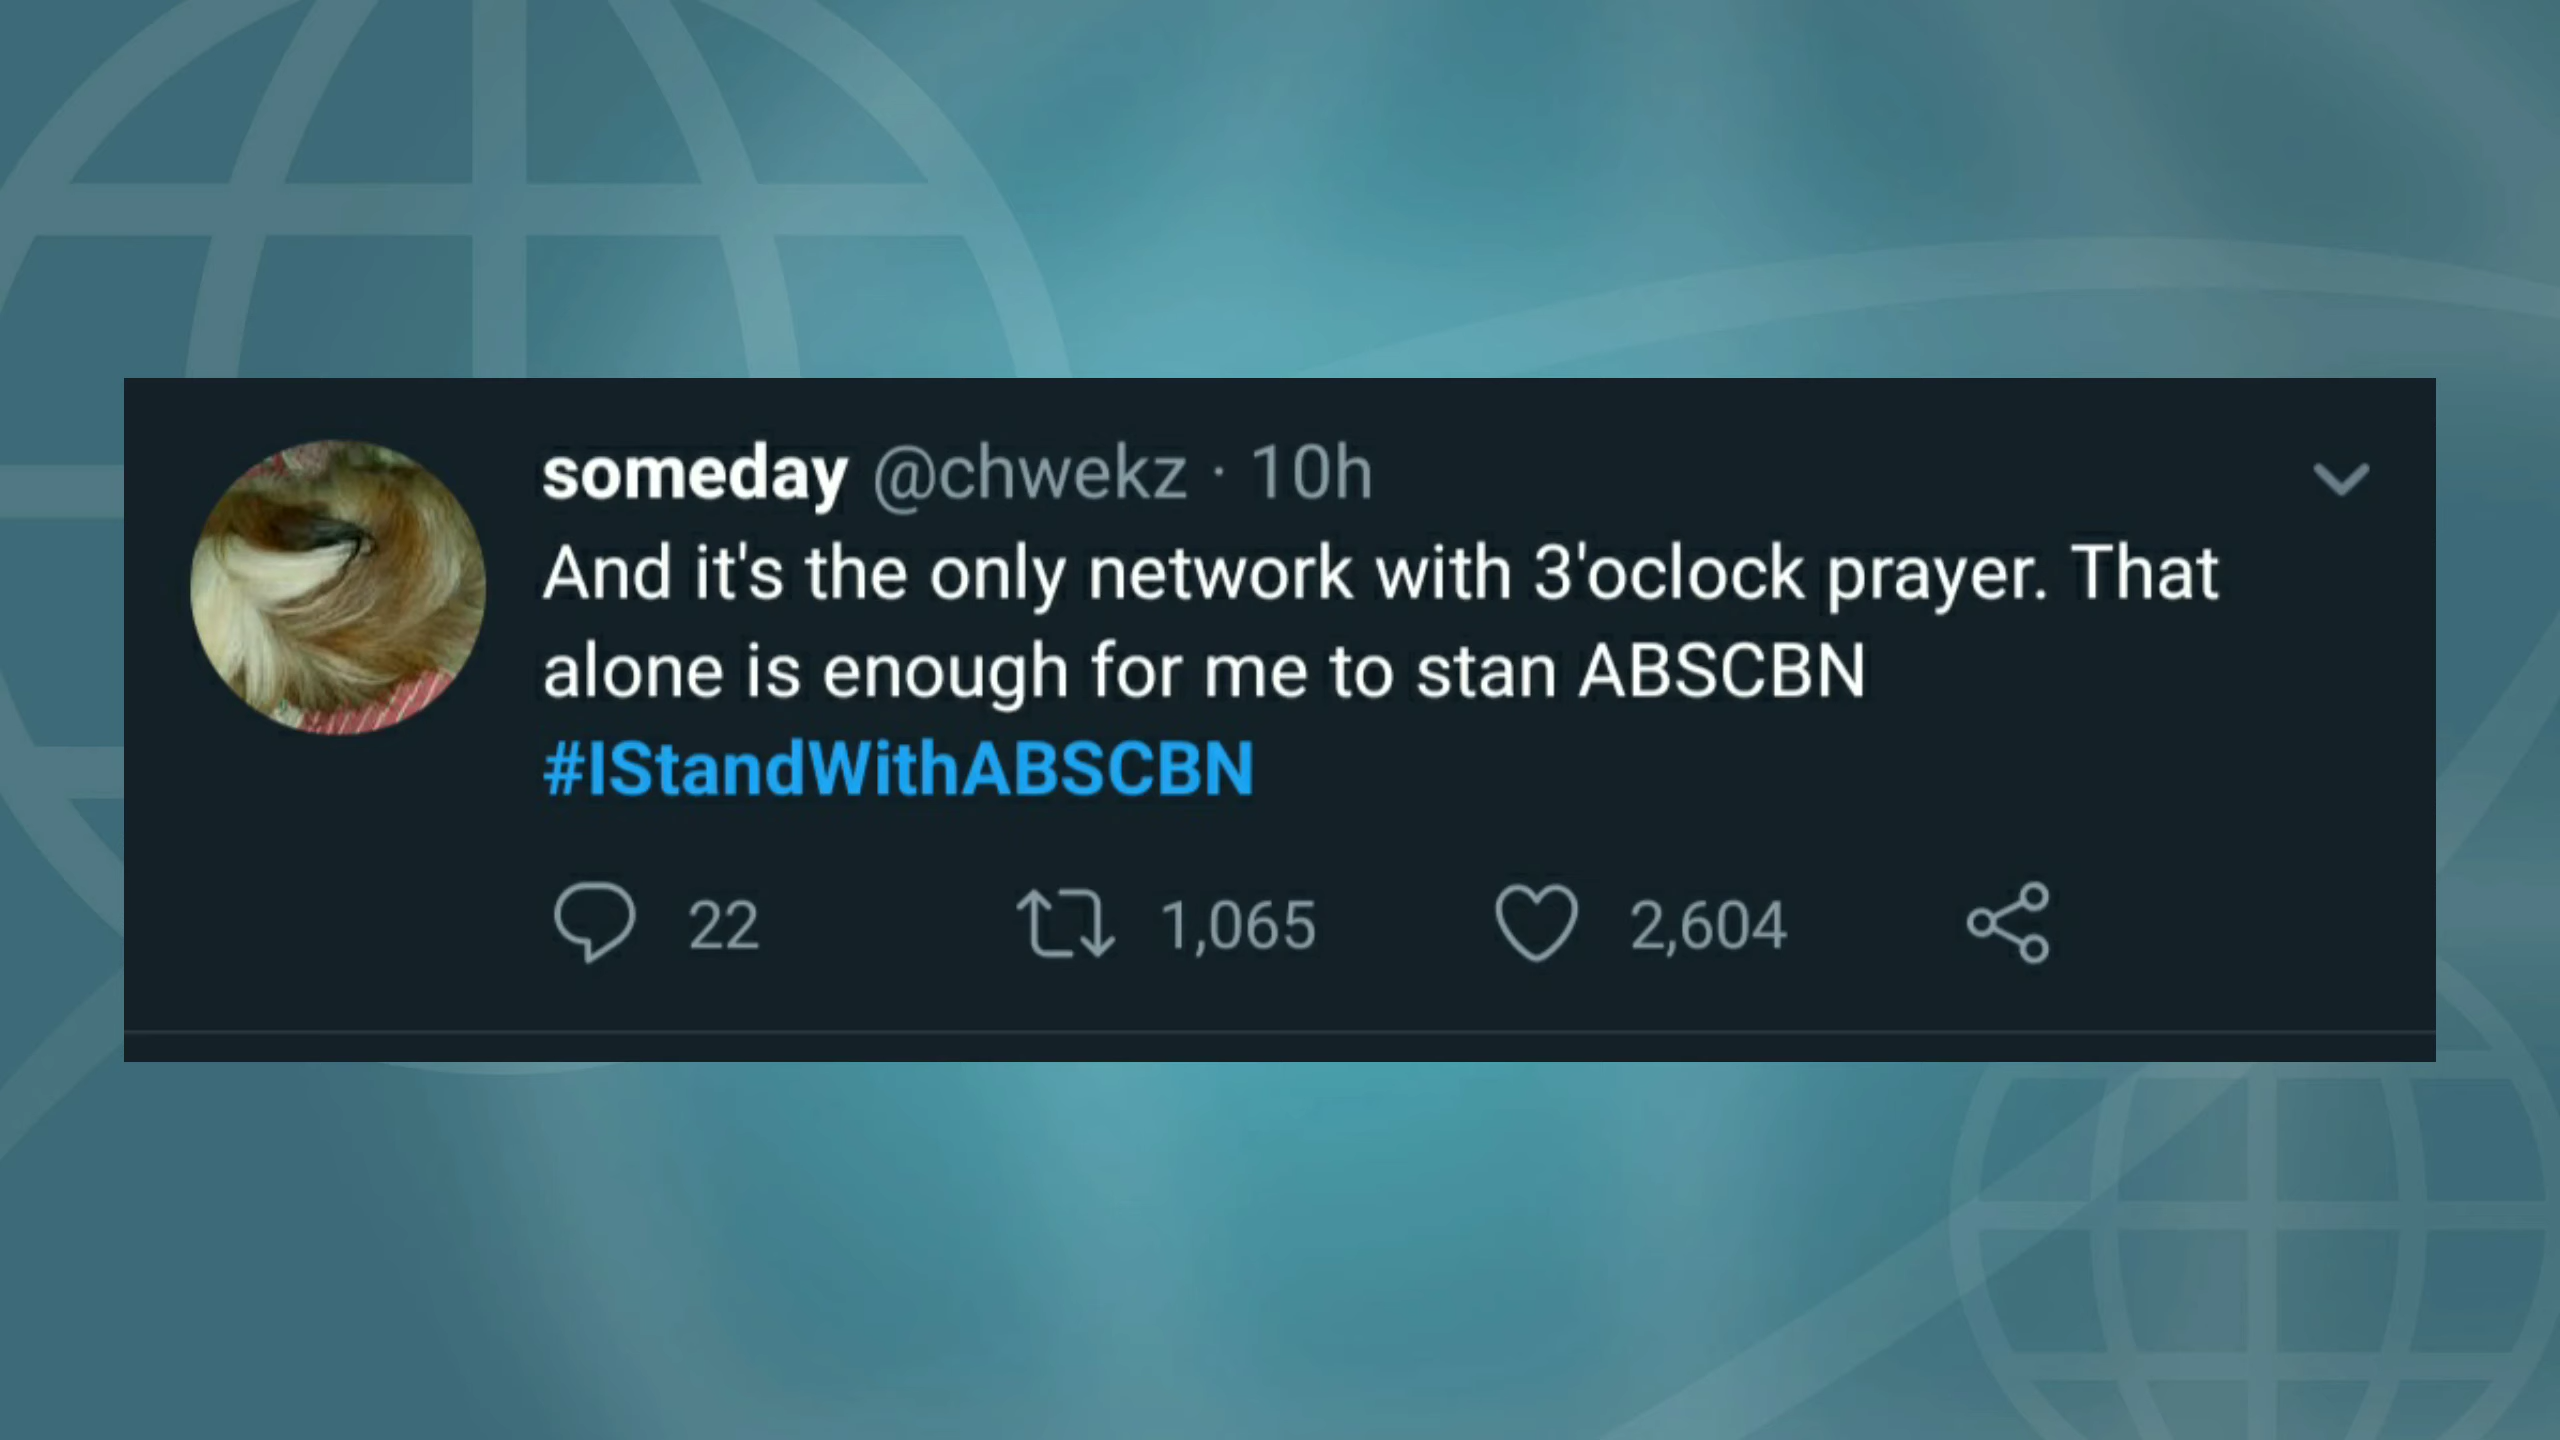 someday @chwekz · 10h
And it's the only network with 3'oclock prayer. That
alone is enough for me to stan ABSCBN
#IStandWithABSCBN
22 1,065 2,604